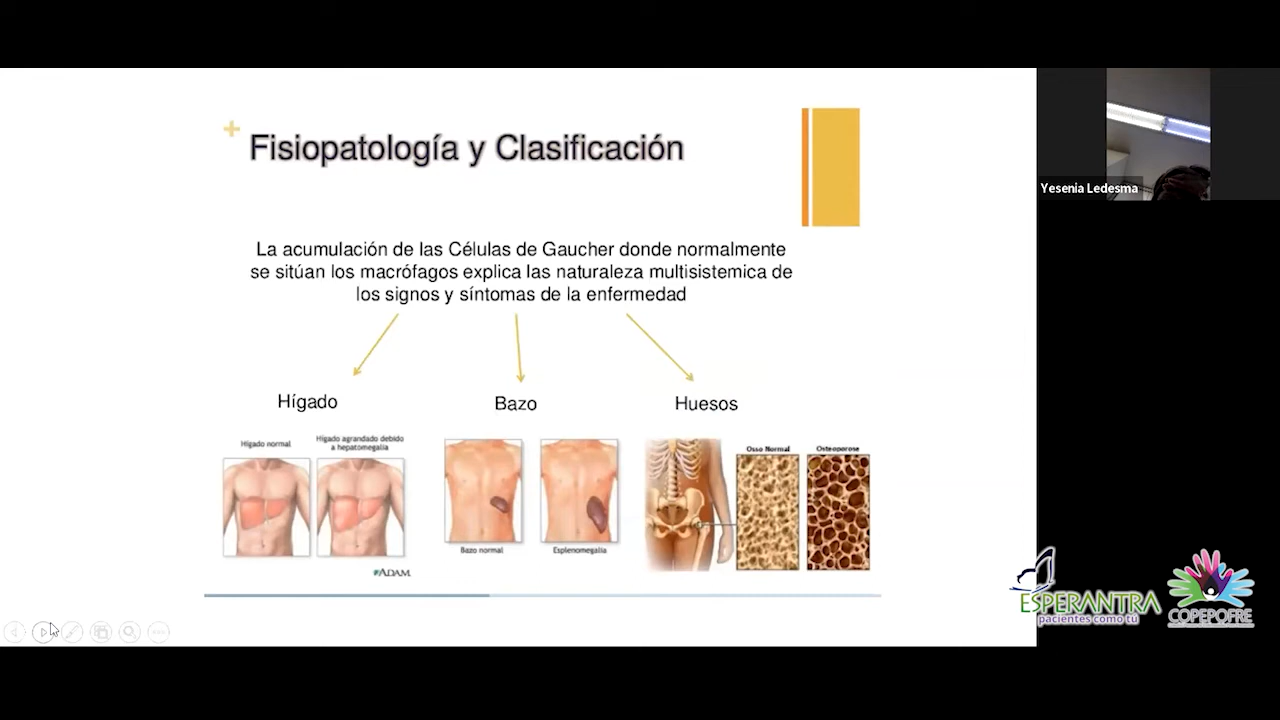 Fisiopatología y Clasificación
Yesenia Ledesma
La acumulación de las Células de Gaucher donde normalmente
se sitúan los macrófagos explica las naturaleza multisistemica de
los signos y síntomas de la enfermedad
Hígado
Bazo
Huesos
Hígado normal
Hígado agrandado debido
a hepatomegalia
Osso Normal
Osteoporose
Bazo normal
Esplenomegalia
ADAM
ESPERANTRA
pacientes como tú
COPEPOFRE